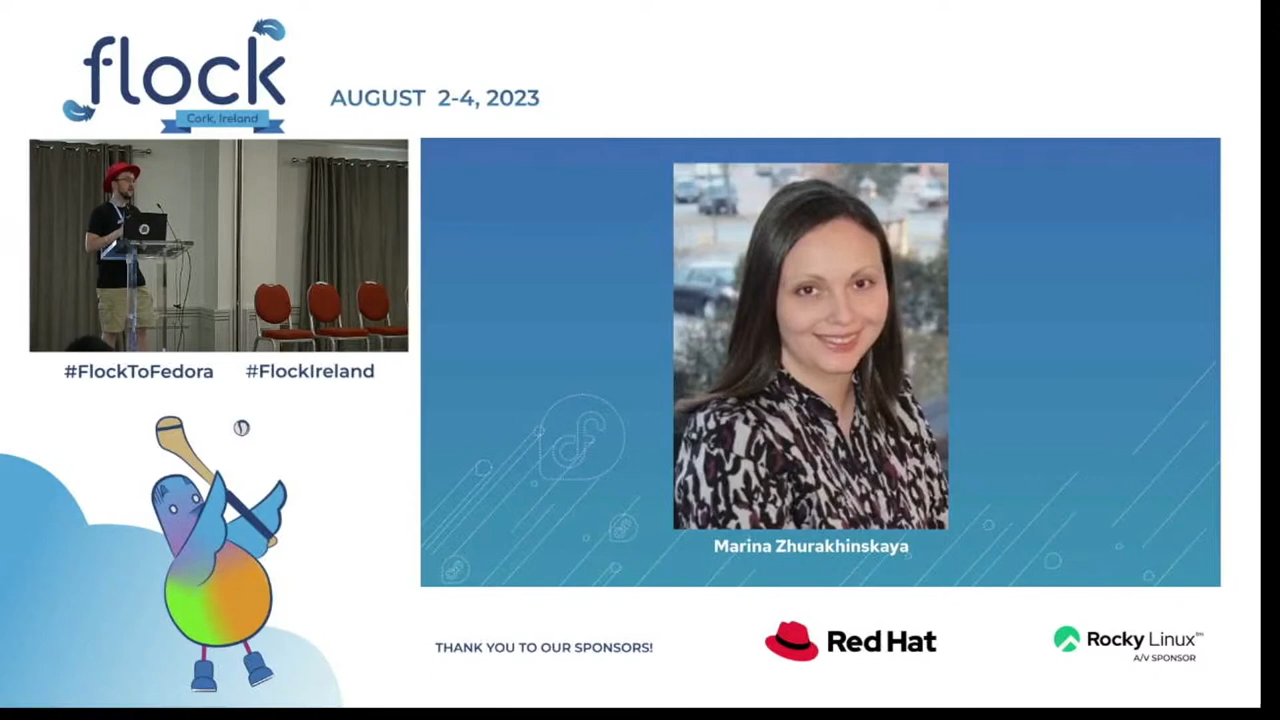 flock
Cork, Ireland
AUGUST 2-4, 2023
#FlockToFedora #FlockIreland
Marina Zhurakhinskaya
THANK YOU TO OUR SPONSORS!
Red Hat
Rocky Linux™
A/V SPONSOR